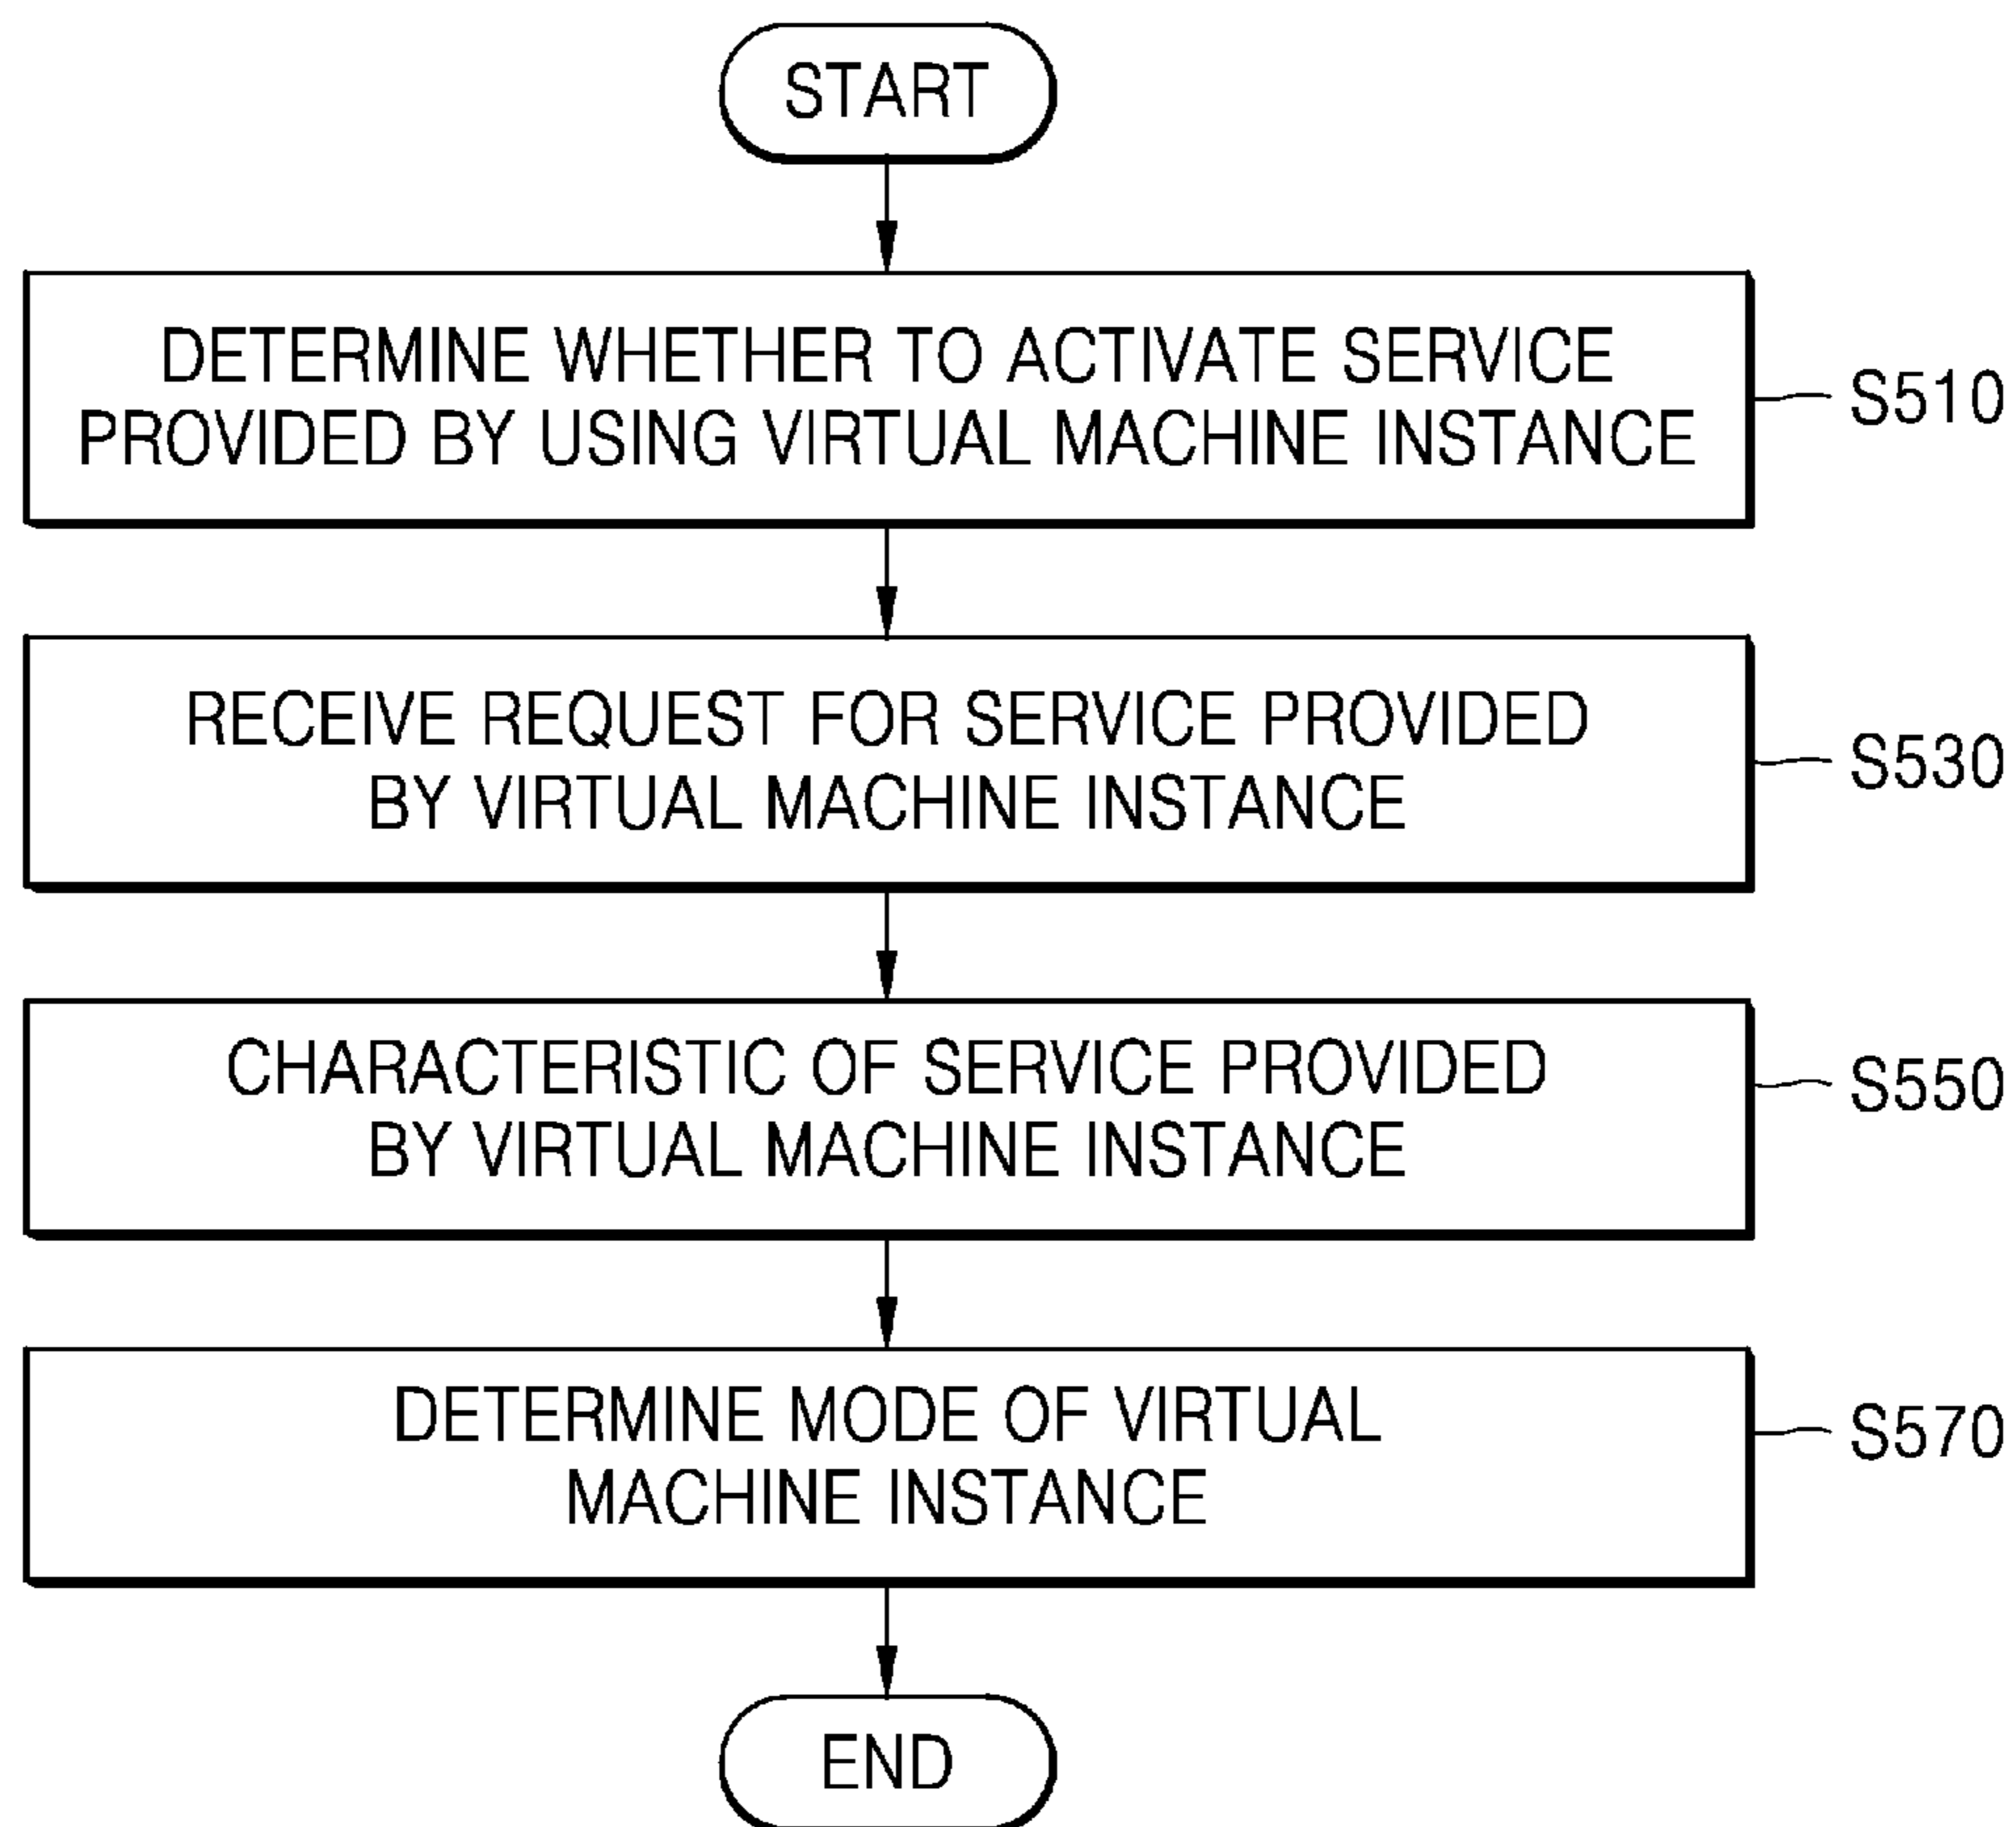 START
DETERMINE WHETHER TO ACTIVATE SERVICE
PROVIDED BY USING VIRTUAL MACHINE INSTANCE
S510
RECEIVE REQUEST FOR SERVICE PROVIDED
BY VIRTUAL MACHINE INSTANCE
S530
CHARACTERISTIC OF SERVICE PROVIDED
BY VIRTUAL MACHINE INSTANCE
S550
DETERMINE MODE OF VIRTUAL
MACHINE INSTANCE
S570
END